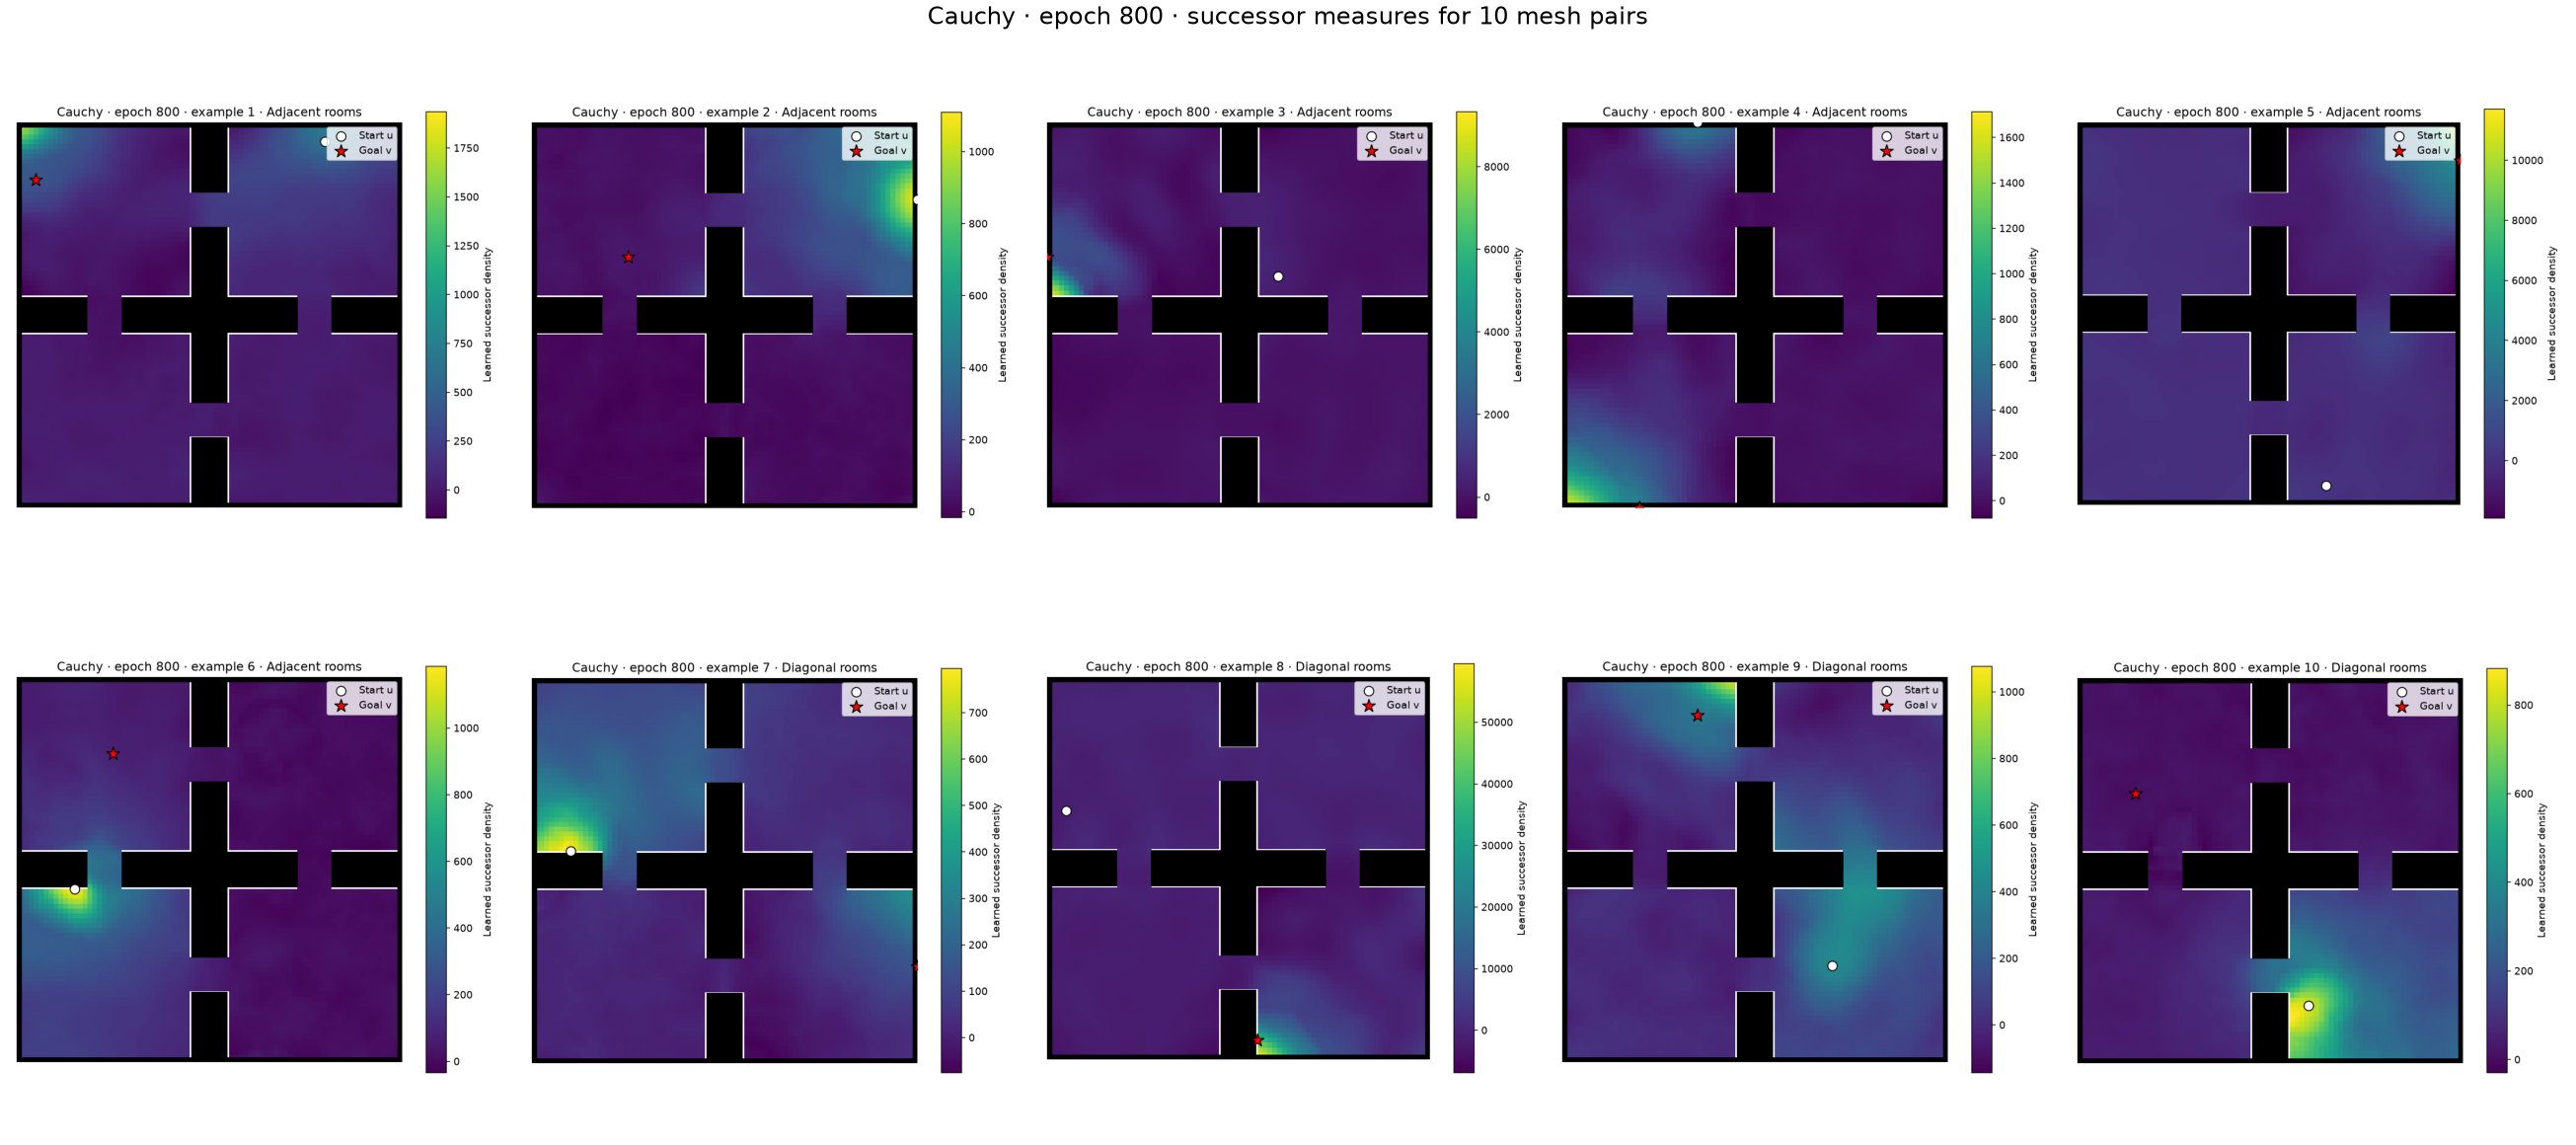 Cauchy · epoch 800 · successor measures for 10 mesh pairs
Cauchy · epoch 800 · example 1 · Adjacent rooms
Start u
Goal v
1750
1500
1250
1000
750
500
250
0
Learned successor density
Cauchy · epoch 800 · example 2 · Adjacent rooms
Start u
Goal v
1000
800
600
400
200
0
Learned successor density
Cauchy · epoch 800 · example 3 · Adjacent rooms
Start u
Goal v
8000
6000
4000
2000
0
Learned successor density
Cauchy · epoch 800 · example 4 · Adjacent rooms
Start u
Goal v
1600
1400
1200
1000
800
600
400
200
0
Learned successor density
Cauchy · epoch 800 · example 5 · Adjacent rooms
Start u
Goal v
10000
8000
6000
4000
2000
0
Learned successor density
Cauchy · epoch 800 · example 6 · Adjacent rooms
Start u
Goal v
1000
800
600
400
200
0
Learned successor density
Cauchy · epoch 800 · example 7 · Diagonal rooms
Start u
Goal v
700
600
500
400
300
200
100
0
Learned successor density
Cauchy · epoch 800 · example 8 · Diagonal rooms
Start u
Goal v
50000
40000
30000
20000
10000
0
Learned successor density
Cauchy · epoch 800 · example 9 · Diagonal rooms
Start u
Goal v
1000
800
600
400
200
0
Learned successor density
Cauchy · epoch 800 · example 10 · Diagonal rooms
Start u
Goal v
800
600
400
200
0
Learned successor density